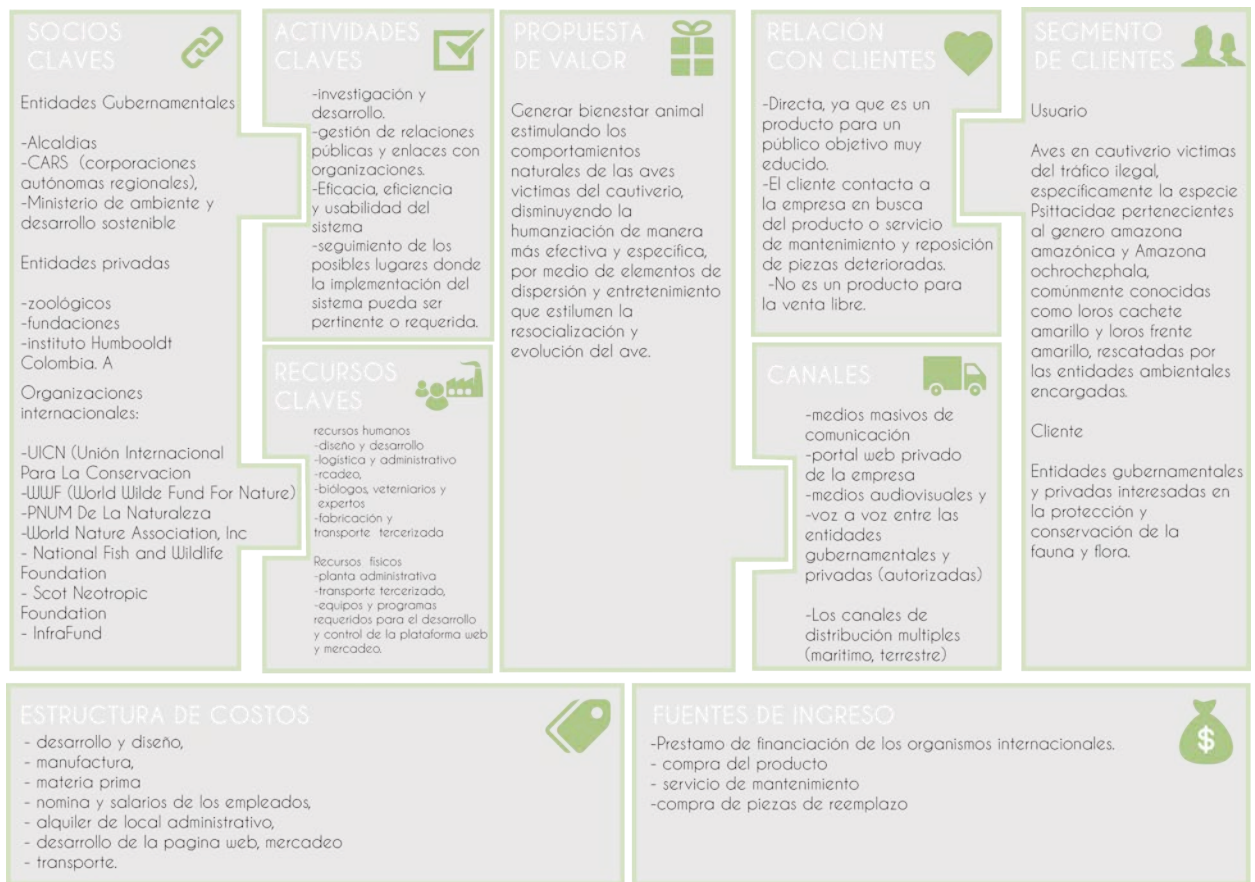 SOCIOS
CLAVES
Entidades Gubernamentales
-Alcaldias
-CARS (corporaciones
autónomas regionales),
-Ministerio de ambiente y
desarrollo sostenible
Entidades privadas
-zoológicos
-fundaciones
-instituto Humbooldt
Colombia. A
Organizaciones
internacionales:
-UICN (Unión Internacional
Para La Conservacion
-WWF (World Wilde Fund For Nature)
-PNUM De La Naturaleza
-World Nature Association, Inc
- National Fish and Wildlife
Foundation
- Scot Neotropic
Foundation
- InfraFund
ACTIVIDADES
CLAVES
-investigación y
desarrollo.
-gestión de relaciones
públicas y enlaces con
organizaciones.
-Eficacia, eficiencia
y usabilidad del
sistema
-seguimiento de los
posibles lugares donde
la implementación del
sistema pueda ser
pertinente o requerida.
RECURSOS
CLAVES
recursos humanos
-diseño y desarrollo
-logistica y administrativo
-rcadeo,
-biólogos, veterniarios y
expertos
-fabricación y
transporte tercerizada
Recursos fisicos
-planta administrativa
-transporte tercerizado,
-equipos y programas
requeridos para el desarrollo
y control de la plataforma web
y mercadeo.
PROPUESTA
DE VALOR
Generar bienestar animal
estimulando los
comportamientos
naturales de las aves
victimas del cautiverio,
disminuyendo la
humanziación de manera
más efectiva y especifica,
por medio de elementos de
dispersión y entretenimiento
que estilumen la
resocialización y
evolución del ave.
RELACIÓN
CON CLIENTES
-Directa, ya que es un
producto para un
público objetivo muy
educido.
-El cliente contacta a
la empresa en busca
del producto o servicio
de mantenimiento y reposición
de piezas deterioradas.
-No es un producto para
la venta libre.
CANALES
-medios masivos de
comunicación
-portal web privado
de la empresa
-medios audiovisuales y
-voz a voz entre las
entidades
gubernamentales y
privadas (autorizadas)
-Los canales de
distribución multiples
(maritimo, terrestre)
SEGMENTO
DE CLIENTES
Usuario
Aves en cautiverio victimas
del tráfico ilegal,
especificamente la especie
Psittacidae pertenecientes
al genero amazona
amazónica y Amazona
ochrochephala,
comúnmente conocidas
como loros cachete
amarillo y loros frente
amarillo, rescatadas por
las entidades ambientales
encargadas.
Cliente
Entidades gubernamentales
y privadas interesadas en
la protección y
conservación de la
fauna y flora.
ESTRUCTURA DE COSTOS
- desarrollo y diseño,
- manufactura,
- materia prima
- nomina y salarios de los empleados,
- alquiler de local administrativo,
- desarrollo de la pagina web, mercadeo
- transporte.
FUENTES DE INGRESO
-Prestamo de financiación de los organismos internacionales.
- compra del producto
- servicio de mantenimiento
-compra de piezas de reemplazo
$